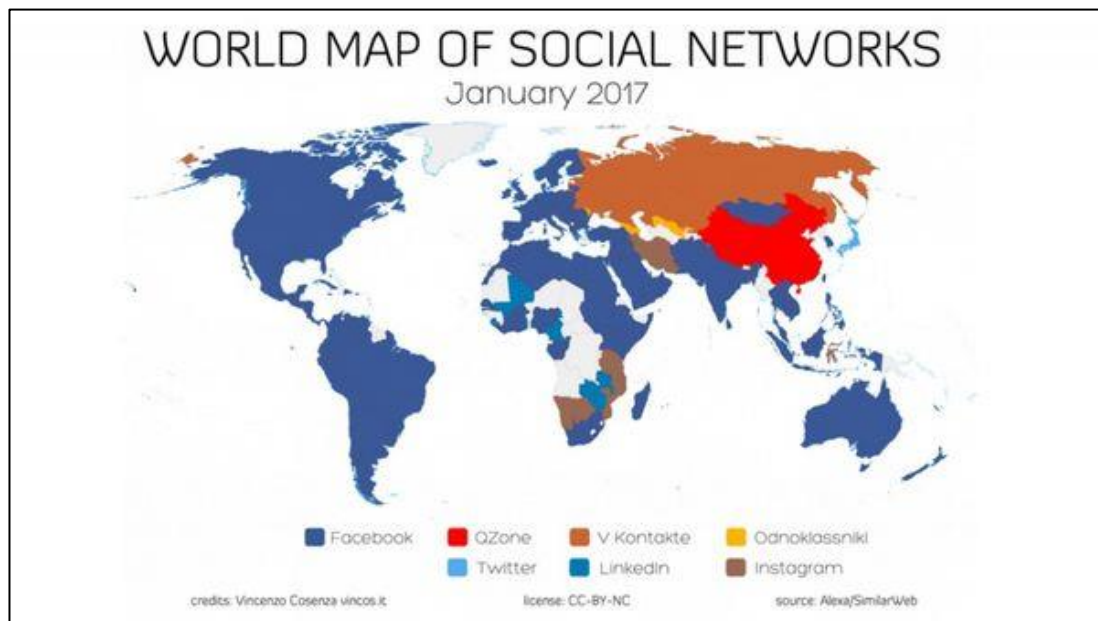 WORLD MAP OF SOCIAL NETWORKS
January 2017
Facebook QZone V Kontakte Odnoklassniki
Twitter LinkedIn Instagram
credits: Vincenzo Cosenza vincos.it license: CC-BY-NC source: Alexa/SimilarWeb